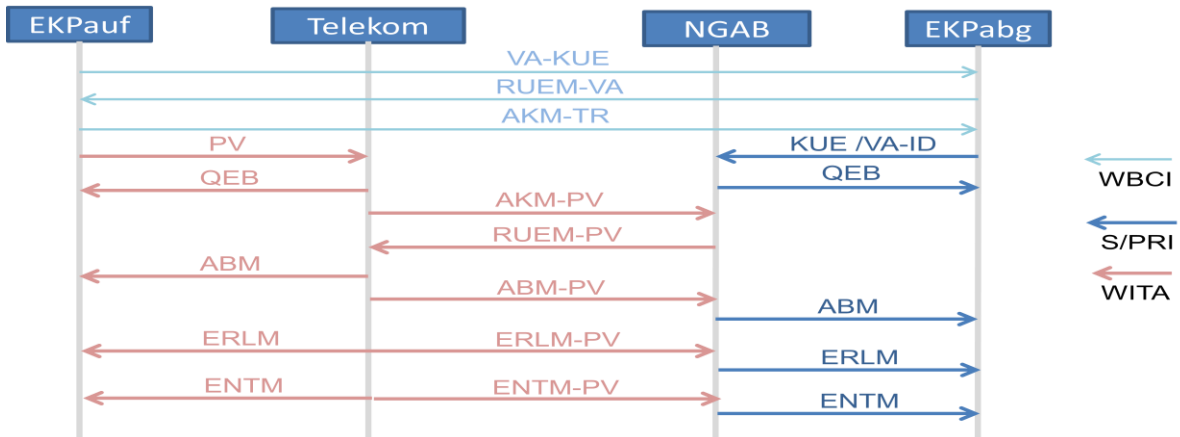 EKPauf Telekom NGAB EKPabg
VA-KUE
RUEM-VA
AKM-TR
PV KUE /VA-ID
QEB QEB
WBCI
AKM-PV
RUEM-PV
S/PRI
ABM
ABM-PV
WITA
ABM
ERLM ERLM-PV
ERLM
ENTM ENTM-PV
ENTM